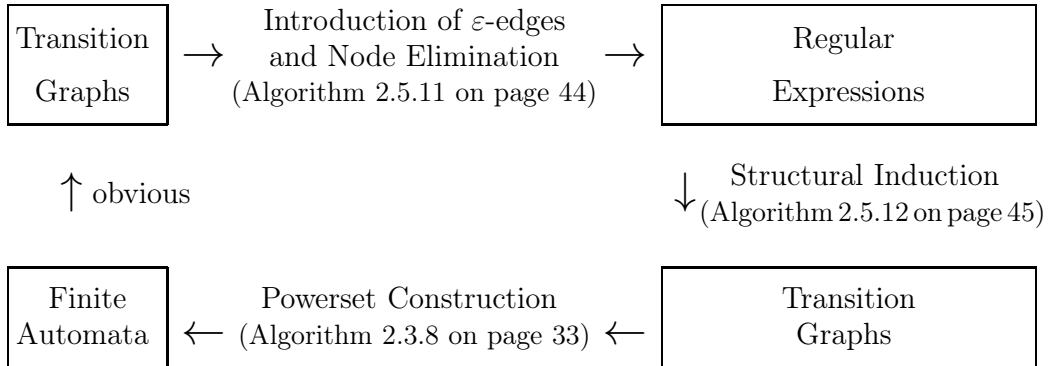 Transition
Graphs
→
Introduction of ε-edges
and Node Elimination
(Algorithm 2.5.11 on page 44)
→
Regular
Expressions
↑ obvious
↓
Structural Induction
(Algorithm 2.5.12 on page 45)
Finite
Automata
←
Powerset Construction
(Algorithm 2.3.8 on page 33)
←
Transition
Graphs